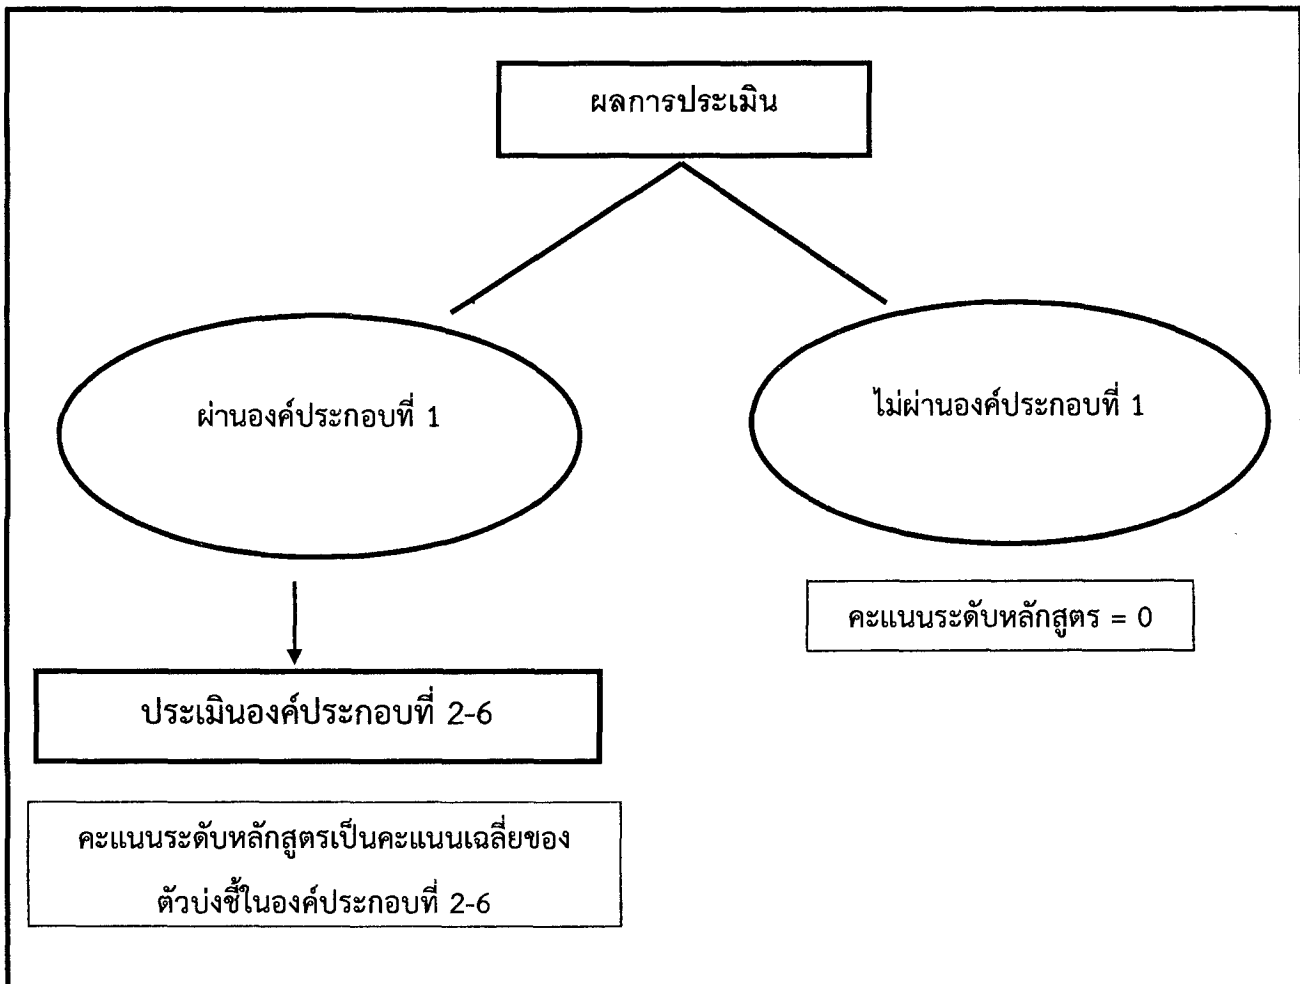 ผลการประเมิน
ผ่านองค์ประกอบที่ 1
ไม่ผ่านองค์ประกอบที่ 1
คะแนนระดับหลักสูตร = 0
ประเมินองค์ประกอบที่ 2-6
คะแนนระดับหลักสูตรเป็นคะแนนเฉลี่ยของ
ตัวบ่งชี้ในองค์ประกอบที่ 2-6